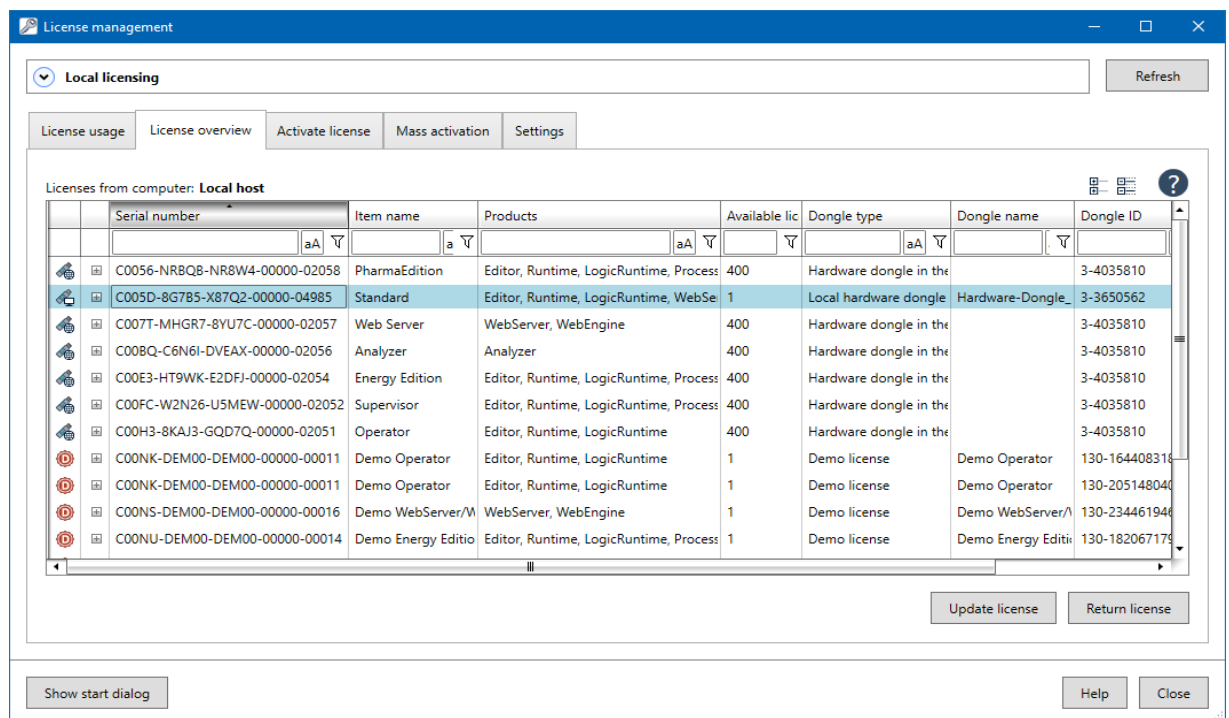 License management
Local licensing Refresh
License usage License overview Activate license Mass activation Settings
Licenses from computer: Local host ?
Serial number Item name Products Available lic Dongle type Dongle name Dongle ID
aA a aA aA
C0056-NRBQB-NR8W4-00000-02058 PharmaEdition Editor, Runtime, LogicRuntime, Process 400 Hardware dongle in the 3-4035810
C005D-8G7B5-X87Q2-00000-04985 Standard Editor, Runtime, LogicRuntime, WebSe 1 Local hardware dongle Hardware-Dongle_ 3-3650562
C007T-MHGR7-8YU7C-00000-02057 Web Server WebServer, WebEngine 400 Hardware dongle in the 3-4035810
C00BQ-C6N6I-DVEAX-00000-02056 Analyzer Analyzer 400 Hardware dongle in the 3-4035810
C00E3-HT9WK-E2DFJ-00000-02054 Energy Edition Editor, Runtime, LogicRuntime, Process 400 Hardware dongle in the 3-4035810
C00FC-W2N26-U5MEW-00000-02052 Supervisor Editor, Runtime, LogicRuntime, Process 400 Hardware dongle in the 3-4035810
C00H3-8KAJ3-GQD7Q-00000-02051 Operator Editor, Runtime, LogicRuntime 400 Hardware dongle in the 3-4035810
D C00NK-DEM00-DEM00-00000-00011 Demo Operator Editor, Runtime, LogicRuntime 1 Demo license Demo Operator 130-164408318
D C00NK-DEM00-DEM00-00000-00011 Demo Operator Editor, Runtime, LogicRuntime 1 Demo license Demo Operator 130-205148040
D C00NS-DEM00-DEM00-00000-00016 Demo WebServer/W WebServer, WebEngine 1 Demo license Demo WebServer/W 130-234461946
D C00NU-DEM00-DEM00-00000-00014 Demo Energy Editio Editor, Runtime, LogicRuntime, Process 1 Demo license Demo Energy Editi 130-182067179
Update license Return license
Show start dialog Help Close